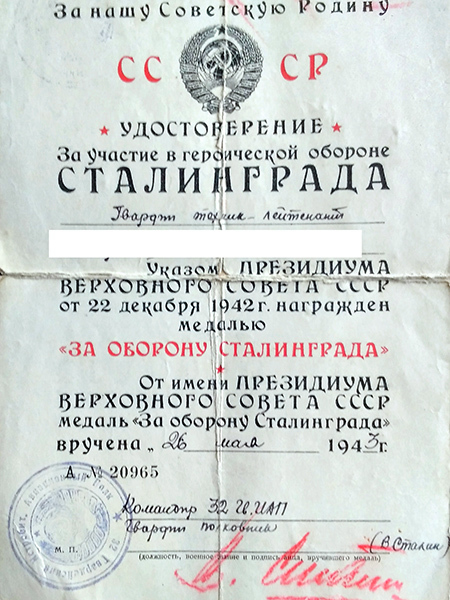 За нашу Советскую Родину
СС СР
★ УДОСТОВЕРЕНИЕ ★
За участие в героической обороне
СТАЛИНГРАДА
Гвардии техник-лейтенант
Указом ПРЕЗИДИУМА
ВЕРХОВНОГО СОВЕТА СССР
от 22 декабря 1942 г. награжден
медалью
«ЗА ОБОРОНУ СТАЛИНГРАДА»
★
От имени ПРЕЗИДИУМА
ВЕРХОВНОГО СОВЕТА СССР
медаль «За оборону Сталинграда»
вручена „ 26 мая 1943 г.
А № 20965
Командир 32 Г.ИАП
Гвардии полковник
(В. Сталин)
М. П.
(должность, военное звание и подпись лица, вручившего медаль)